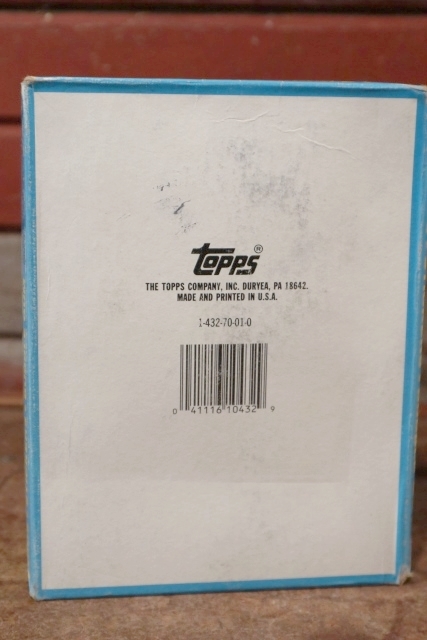 Topps®
THE TOPPS COMPANY, INC. DURYEA, PA 18642.
MADE AND PRINTED IN U.S.A.
1-432-70-01-0
0 41116 10432 9